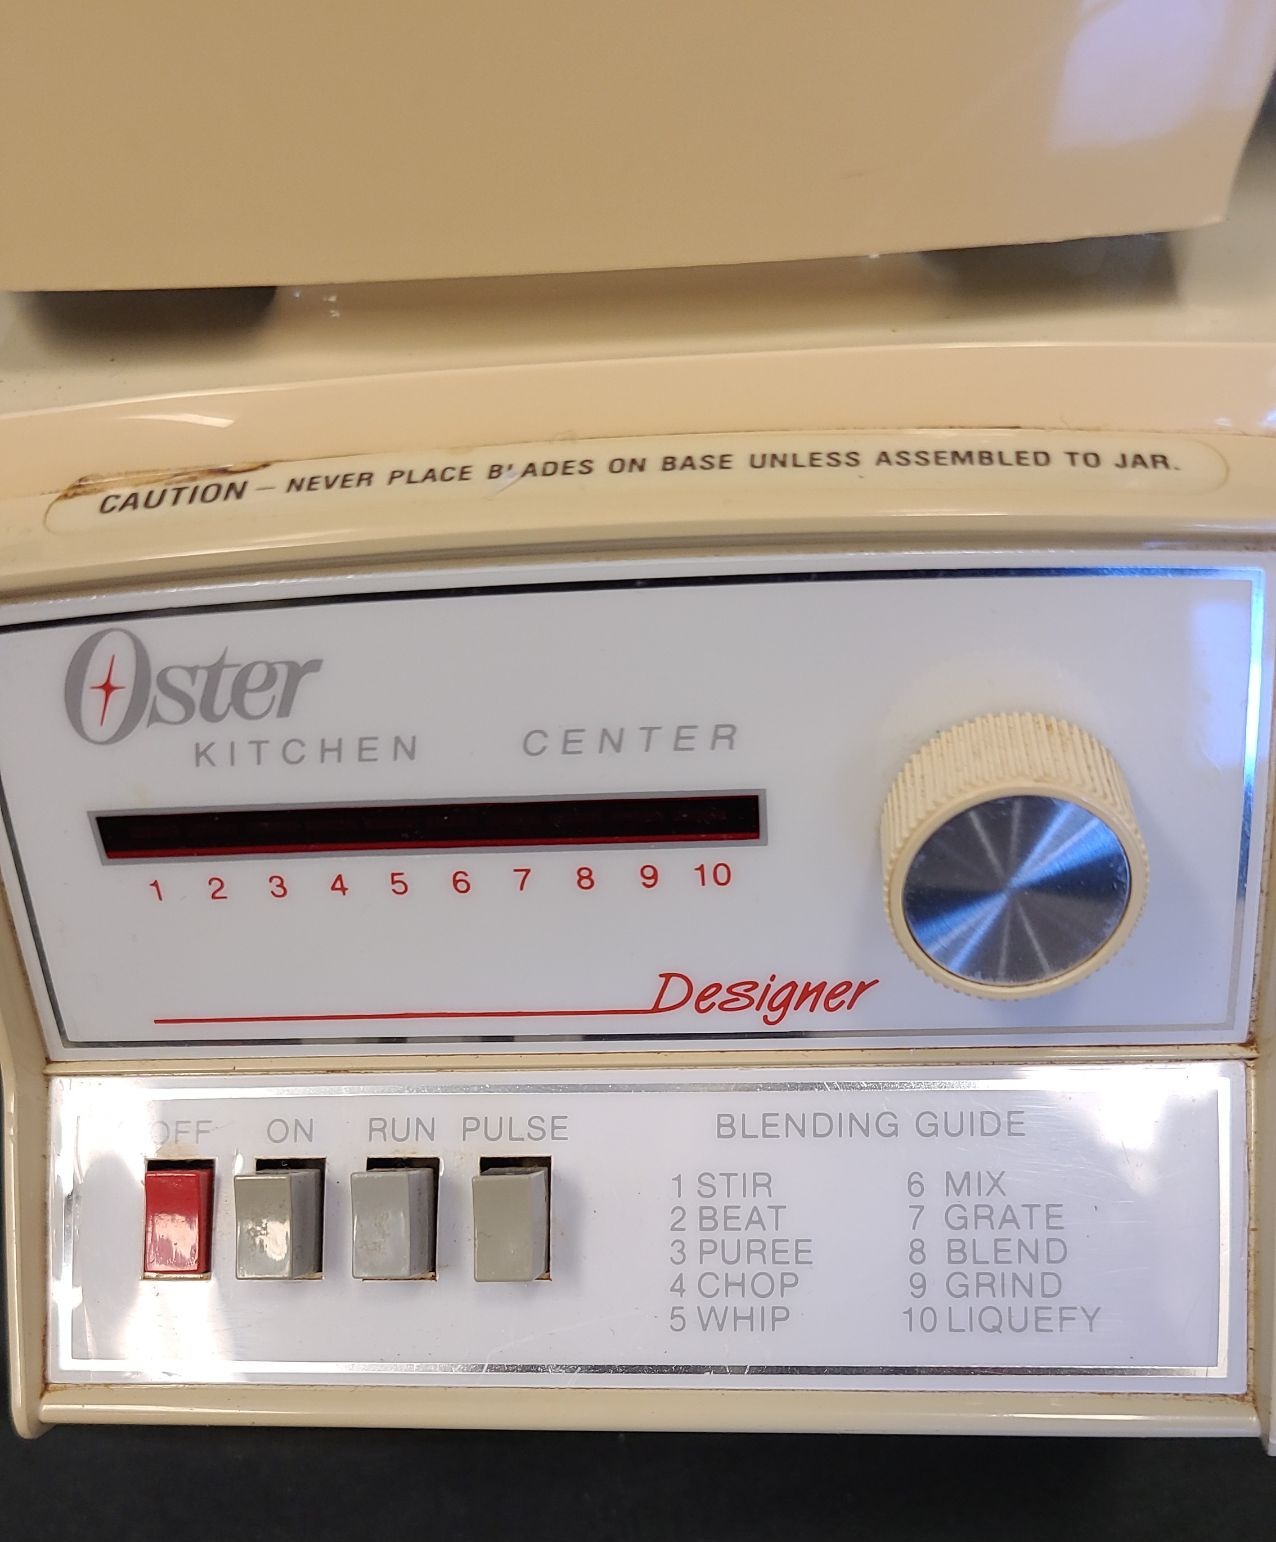 CAUTION – NEVER PLACE BLADES ON BASE UNLESS ASSEMBLED TO JAR.
Oster
KITCHEN CENTER
1 2 3 4 5 6 7 8 9 10
Designer
OFF ON RUN PULSE
BLENDING GUIDE
1 STIR 6 MIX
2 BEAT 7 GRATE
3 PUREE 8 BLEND
4 CHOP 9 GRIND
5 WHIP 10 LIQUEFY